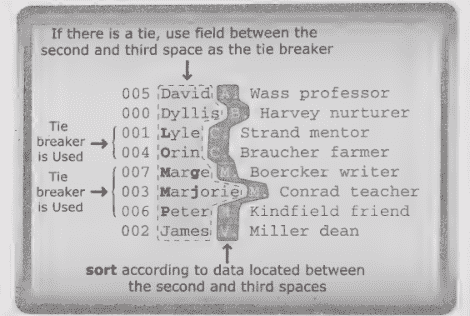 If there is a tie, use field between the
second and third space as the tie breaker
005 David A. Wass professor
000 Dyllis B. Harvey nurturer
001 Lyle Strand mentor
004 Orin Braucher farmer
007 Marge Boercker writer
003 Marjorie Conrad teacher
006 Peter Kindfield friend
002 James Miller dean
Tie
breaker
is Used
Tie
breaker
is Used
sort according to data located between
the second and third spaces